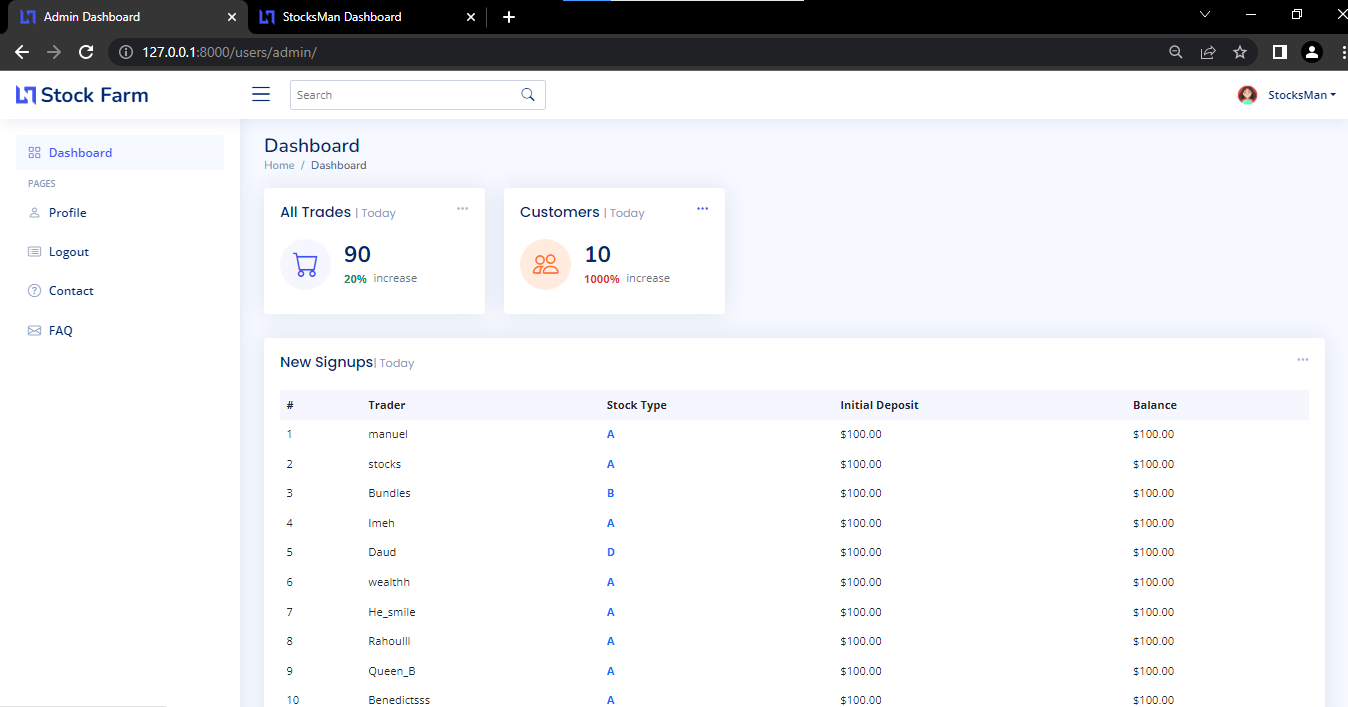 Admin Dashboard
StocksMan Dashboard
127.0.0.1:8000/users/admin/
Stock Farm
Search
StocksMan
Dashboard
PAGES
Profile
Logout
Contact
FAQ
Dashboard
Home / Dashboard
All Trades | Today
90
20% increase
Customers | Today
10
1000% increase
New Signups| Today
# Trader Stock Type Initial Deposit Balance
1 manuel A $100.00 $100.00
2 stocks A $100.00 $100.00
3 Bundles B $100.00 $100.00
4 Imeh A $100.00 $100.00
5 Daud D $100.00 $100.00
6 wealthh A $100.00 $100.00
7 He_smile A $100.00 $100.00
8 Rahoulll A $100.00 $100.00
9 Queen_B A $100.00 $100.00
10 Benedictsss A $100.00 $100.00